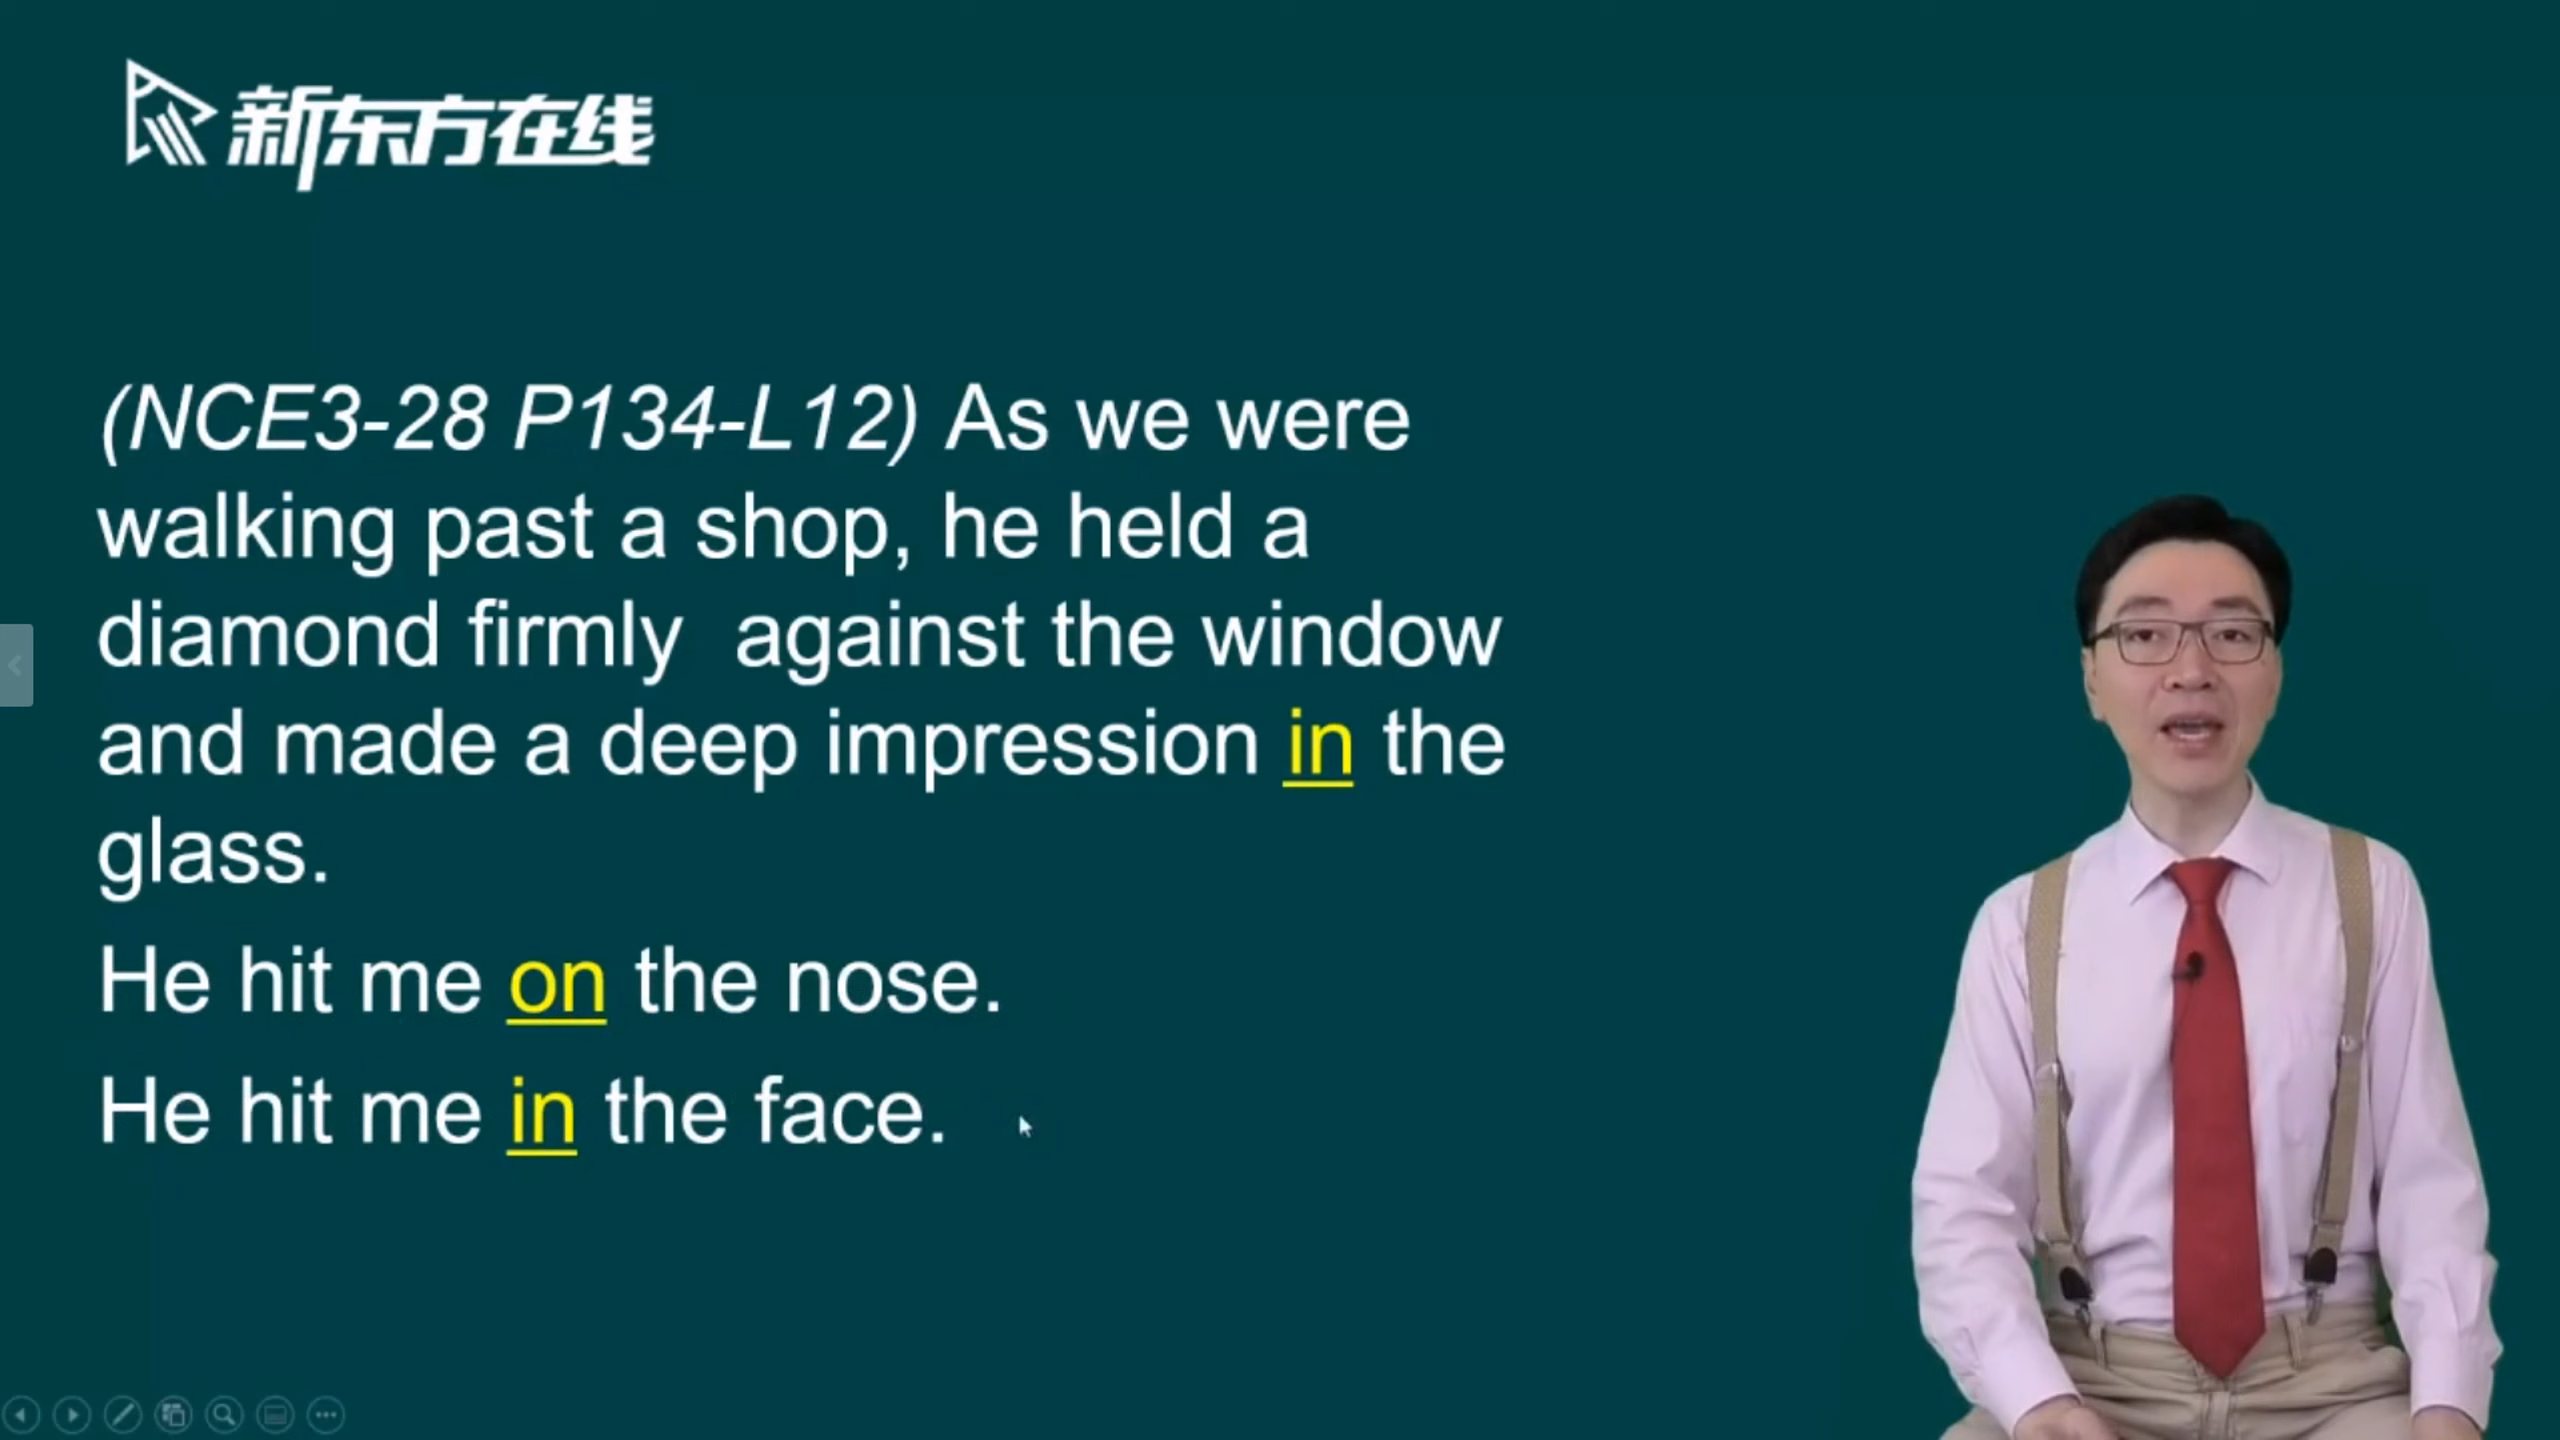 新东方在线
(NCE3-28 P134-L12) As we were
walking past a shop, he held a
diamond firmly  against the window
and made a deep impression in the
glass.
He hit me on the nose.
He hit me in the face.